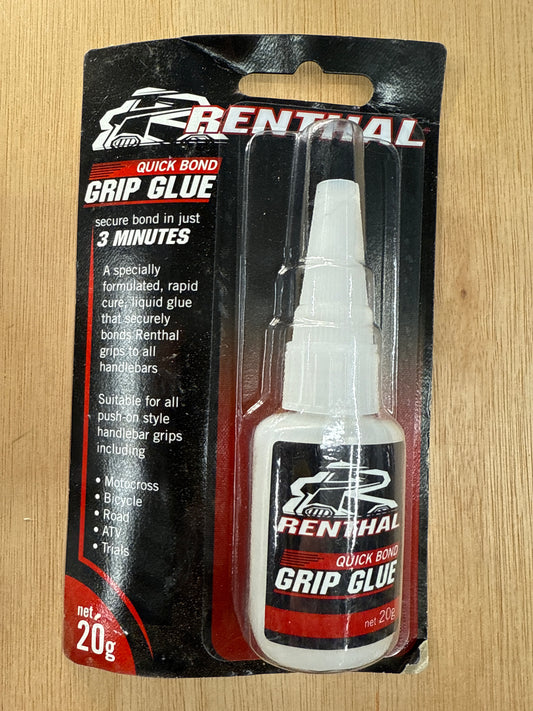 RENTHAL
QUICK BOND
GRIP GLUE
secure bond in just
3 MINUTES
A specially
formulated, rapid
cure, liquid glue
that securely
bonds Renthal
grips to all
handlebars
Suitable for all
push-on style
handlebar grips
including
• Motocross
• Bicycle
• Road
• ATV
• Trials
net
20g
RENTHAL
QUICK BOND
GRIP GLUE
net 20g